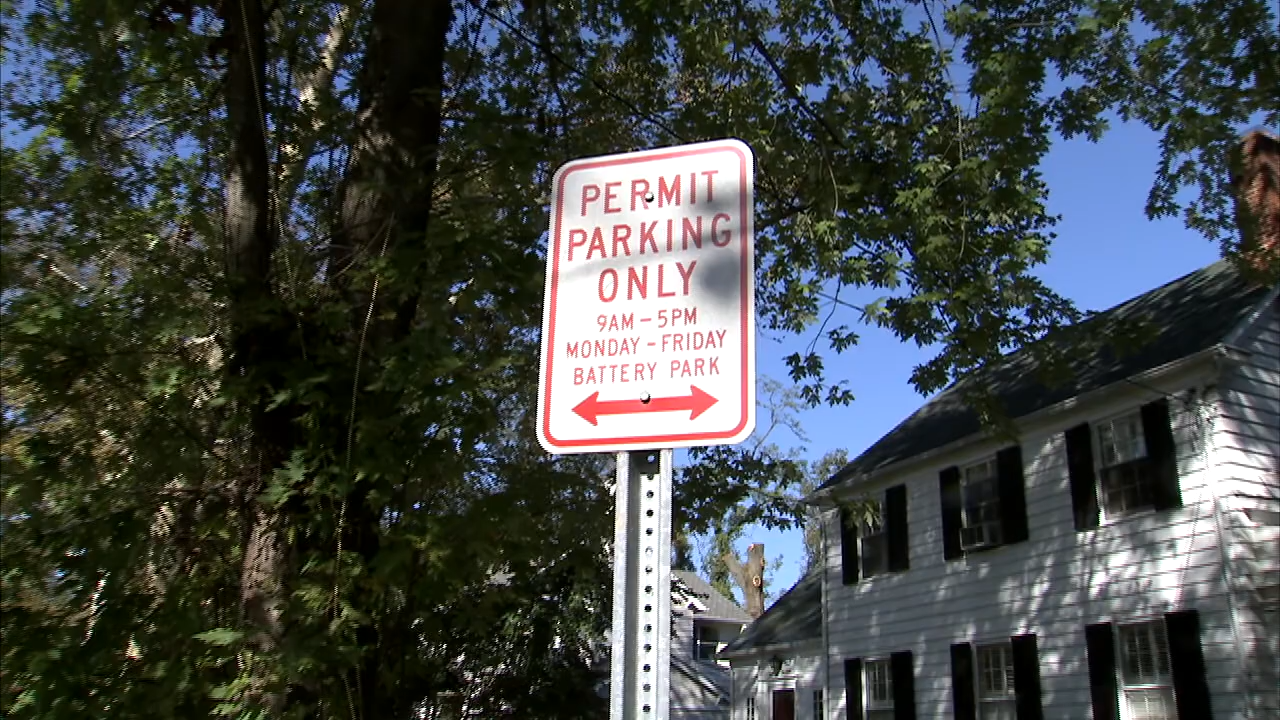 PERMIT
PARKING
ONLY
9AM - 5PM
MONDAY - FRIDAY
BATTERY PARK